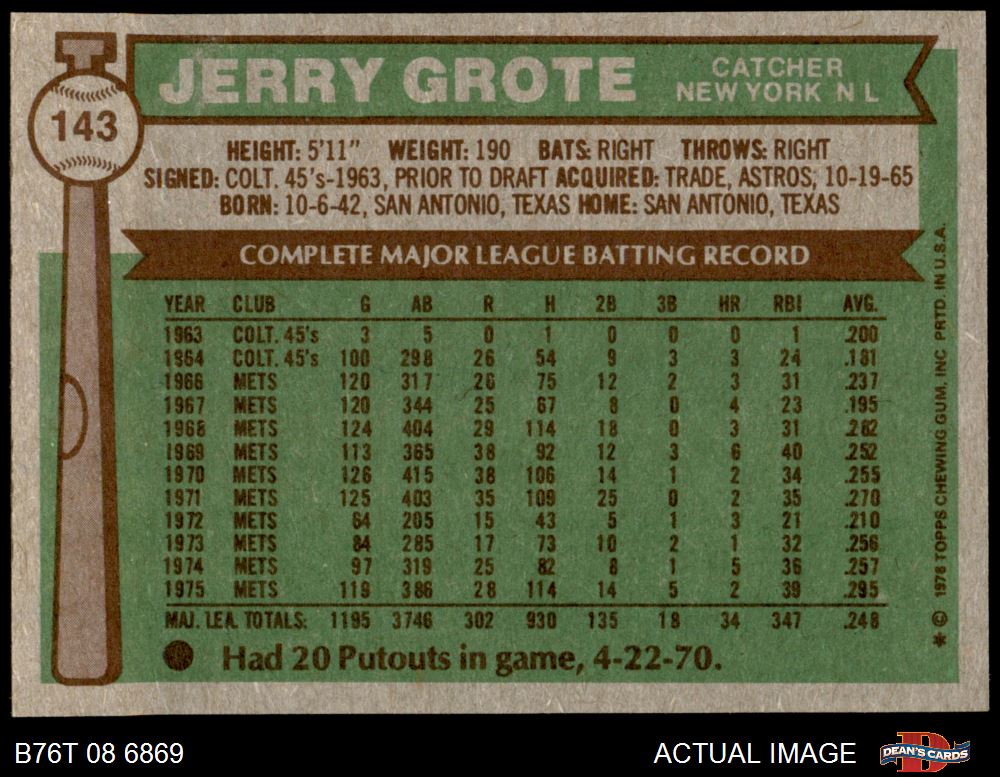 143
JERRY GROTE
CATCHER
NEW YORK N L
HEIGHT: 5'11" WEIGHT: 190 BATS: RIGHT THROWS: RIGHT
SIGNED: COLT. 45's-1963, PRIOR TO DRAFT ACQUIRED: TRADE, ASTROS; 10-19-65
BORN: 10-6-42, SAN ANTONIO, TEXAS HOME: SAN ANTONIO, TEXAS
COMPLETE MAJOR LEAGUE BATTING RECORD
YEAR CLUB G AB R H 2B 3B HR RBI AVG.
1963 COLT. 45's 3 5 0 1 0 0 0 1 .200
1964 COLT. 45's 100 298 26 54 9 3 3 24 .181
1966 METS 120 317 26 75 12 2 3 31 .237
1967 METS 120 344 25 67 8 0 4 23 .195
1968 METS 124 404 29 114 18 0 3 31 .282
1969 METS 113 365 38 92 12 3 6 40 .252
1970 METS 126 415 38 106 14 1 2 34 .255
1971 METS 125 403 35 109 25 0 2 35 .270
1972 METS 64 205 15 43 5 1 3 21 .210
1973 METS 84 285 17 73 10 2 1 32 .256
1974 METS 97 319 25 82 8 1 5 36 .257
1975 METS 119 386 28 114 14 5 2 39 .295
MAJ. LEA. TOTALS: 1195 3746 302 930 135 18 34 347 .248
Had 20 Putouts in game, 4-22-70.
* © 1976 TOPPS CHEWING GUM, INC PRTD. IN U.S.A.
B76T 08 6869
ACTUAL IMAGE
D
DEAN'S CARDS